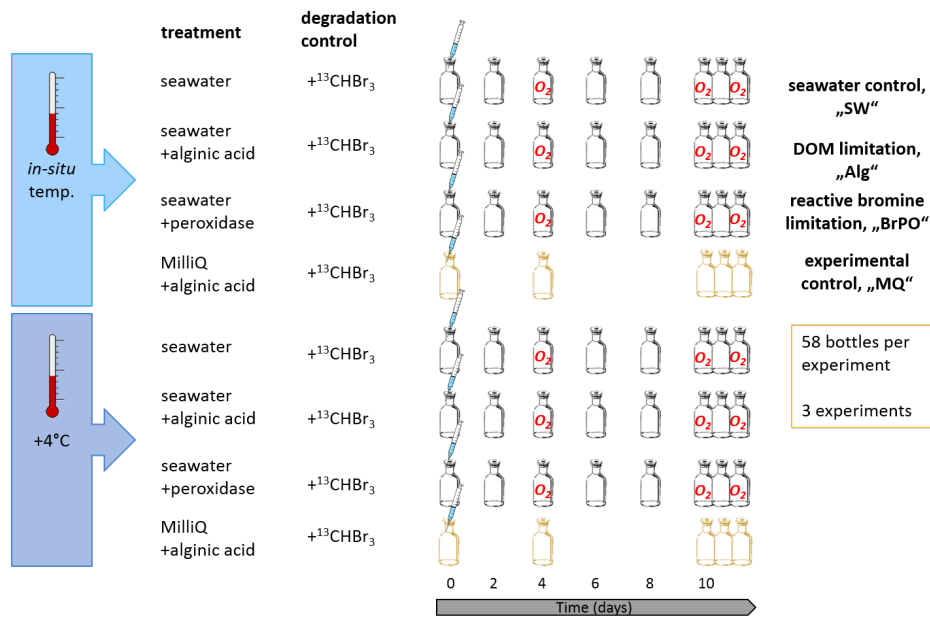 treatment
degradation
control
in-situ
temp.
seawater
+¹³CHBr₃
O₂
O₂
O₂
seawater control,
„SW“
seawater
+alginic acid
+¹³CHBr₃
O₂
O₂
O₂
DOM limitation,
„Alg“
seawater
+peroxidase
+¹³CHBr₃
O₂
O₂
O₂
reactive bromine
limitation, „BrPO“
MilliQ
+alginic acid
+¹³CHBr₃
experimental
control, „MQ“
+4°C
seawater
+¹³CHBr₃
O₂
O₂
O₂
seawater
+alginic acid
+¹³CHBr₃
O₂
O₂
O₂
seawater
+peroxidase
+¹³CHBr₃
O₂
O₂
O₂
MilliQ
+alginic acid
+¹³CHBr₃
58 bottles per
experiment
3 experiments
0 2 4 6 8 10
Time (days)